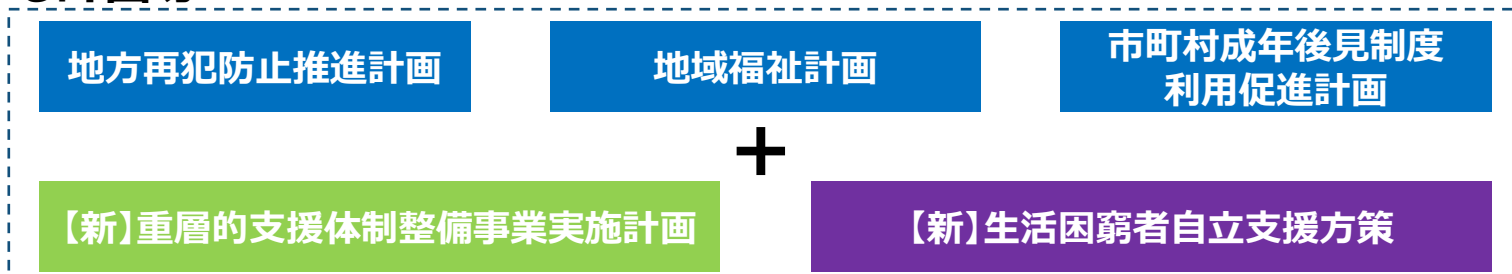 地方再犯防止推進計画
地域福祉計画
市町村成年後見制度
利用促進計画
+
【新】重層的支援体制整備事業実施計画
【新】生活困窮者自立支援方策